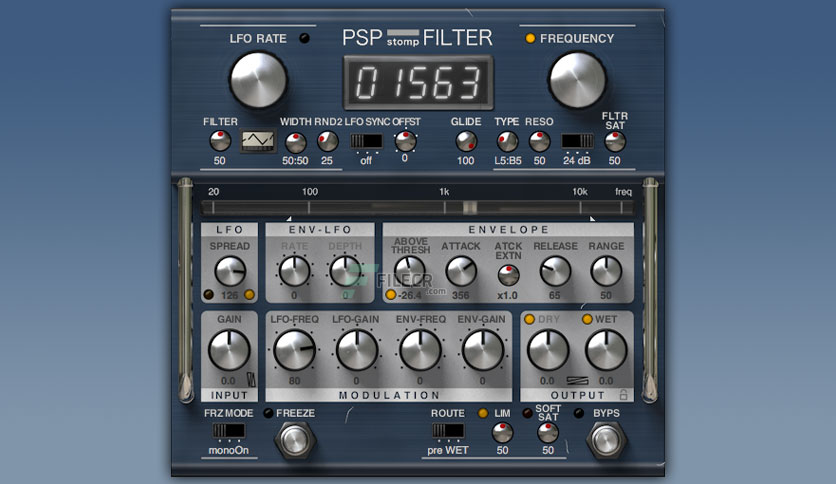 LFO RATE PSP stomp FILTER FREQUENCY
01563
FILTER WIDTH RND2 LFO SYNC OFFST GLIDE TYPE RESO FLTR SAT
50 50:50 25 off 0 100 L5:B5 50 24 dB 50
20 100 1k 10k freq
LFO ENV-LFO ENVELOPE
SPREAD RATE DEPTH ABOVE THRESH ATTACK ATCK EXTN RELEASE RANGE
126 0 0 -26.4 356 x1.0 65 50
FILECR .com
GAIN LFO-FREQ LFO-GAIN ENV-FREQ ENV-GAIN DRY WET
0.0 80 0 0 0 0.0 0.0
INPUT MODULATION OUTPUT
FRZ MODE FREEZE ROUTE LIM SOFT SAT BYPS
monoOn pre WET 50 50